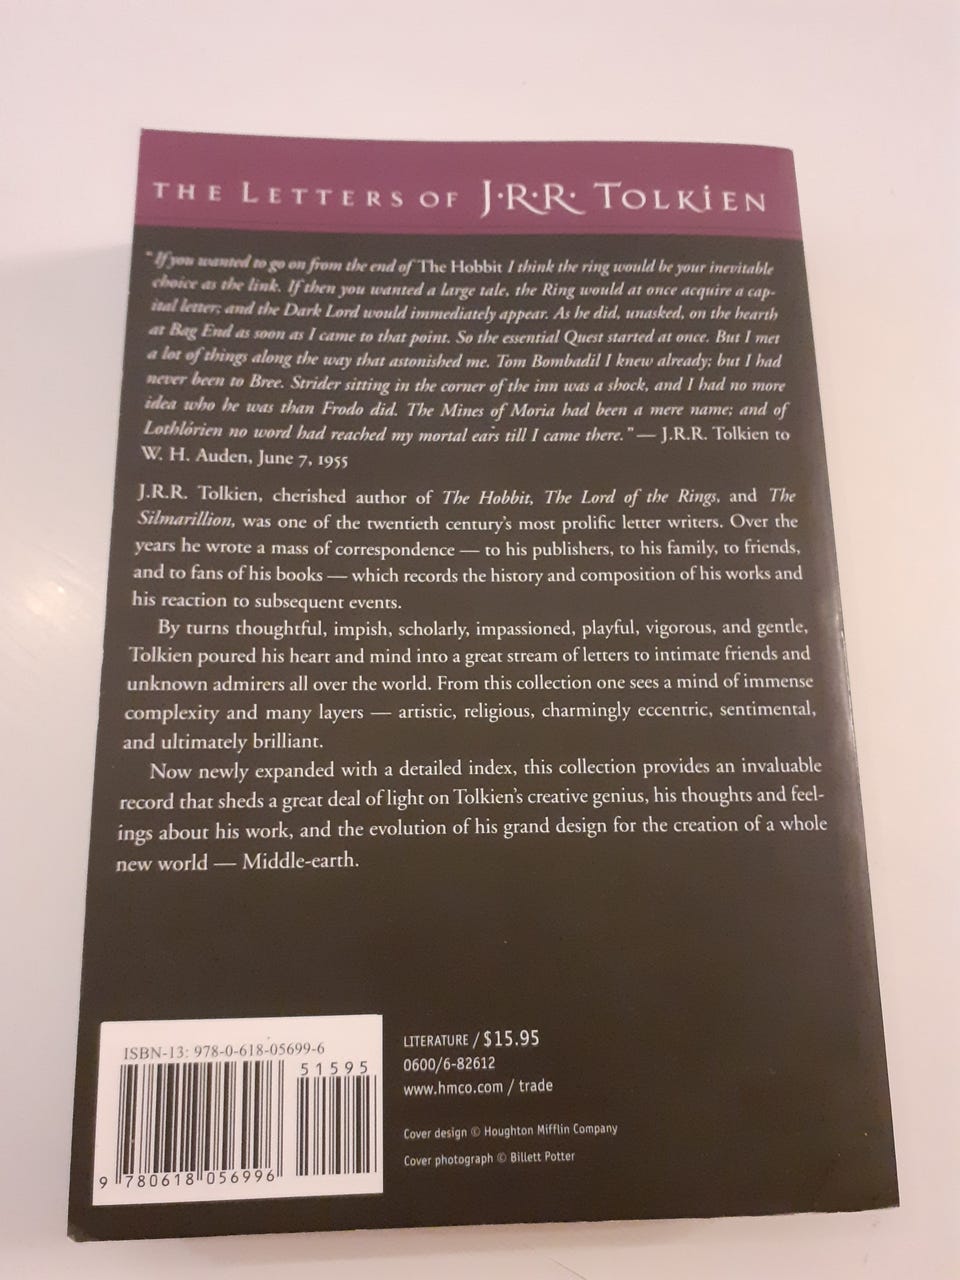 THE LETTERS OF J·R·R· TOLKIEN
"If you wanted to go on from the end of The Hobbit I think the ring would be your inevitable
choice as the link. If then you wanted a large tale, the Ring would at once acquire a cap-
ital letter; and the Dark Lord would immediately appear. As he did, unasked, on the hearth
at Bag End as soon as I came to that point. So the essential Quest started at once. But I met
a lot of things along the way that astonished me. Tom Bombadil I knew already; but I had
never been to Bree. Strider sitting in the corner of the inn was a shock, and I had no more
idea who he was than Frodo did. The Mines of Moria had been a mere name; and of
Lothlórien no word had reached my mortal ears till I came there." — J.R.R. Tolkien to
W. H. Auden, June 7, 1955
J.R.R. Tolkien, cherished author of The Hobbit, The Lord of the Rings, and The
Silmarillion, was one of the twentieth century's most prolific letter writers. Over the
years he wrote a mass of correspondence — to his publishers, to his family, to friends,
and to fans of his books — which records the history and composition of his works and
his reaction to subsequent events.
By turns thoughtful, impish, scholarly, impassioned, playful, vigorous, and gentle,
Tolkien poured his heart and mind into a great stream of letters to intimate friends and
unknown admirers all over the world. From this collection one sees a mind of immense
complexity and many layers — artistic, religious, charmingly eccentric, sentimental,
and ultimately brilliant.
Now newly expanded with a detailed index, this collection provides an invaluable
record that sheds a great deal of light on Tolkien's creative genius, his thoughts and feel-
ings about his work, and the evolution of his grand design for the creation of a whole
new world — Middle-earth.
ISBN-13: 978-0-618-05699-6
51595
9 780618 056996
LITERATURE / $15.95
0600/6-82612
www.hmco.com / trade
Cover design © Houghton Mifflin Company
Cover photograph © Billett Potter